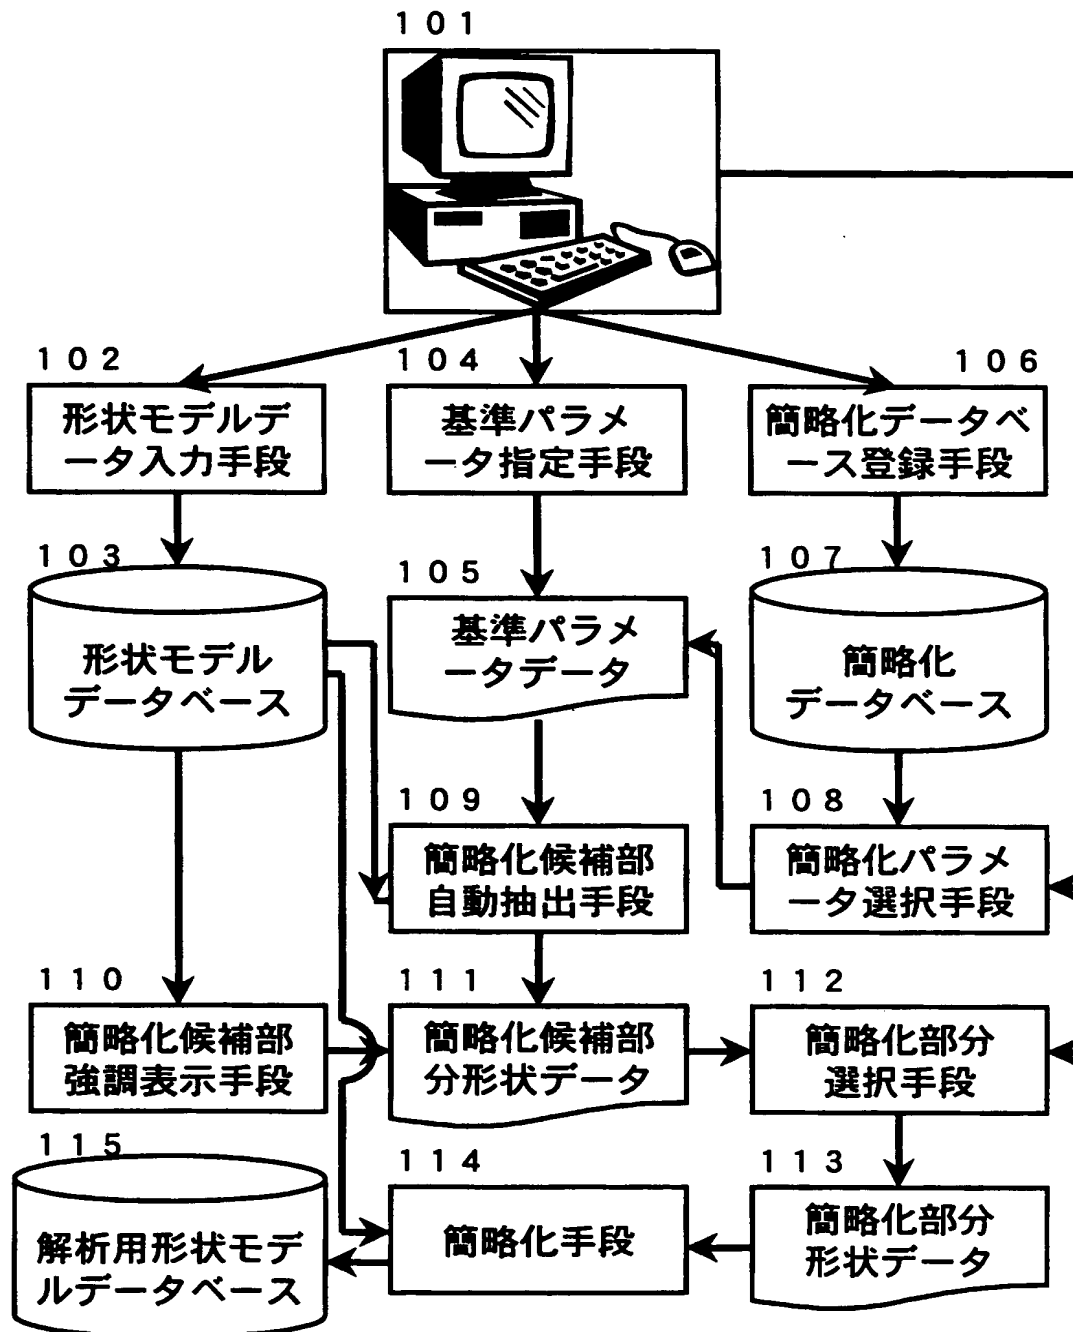 101
102
形状モデルデ
ータ入力手段
104
基準パラメ
ータ指定手段
106
簡略化データベ
ース登録手段
103
形状モデル
データベース
105
基準パラメ
ータデータ
107
簡略化
データベース
109
簡略化候補部
自動抽出手段
108
簡略化パラメ
ータ選択手段
110
簡略化候補部
強調表示手段
111
簡略化候補部
分形状データ
112
簡略化部分
選択手段
115
解析用形状モデ
ルデータベース
114
簡略化手段
113
簡略化部分
形状データ